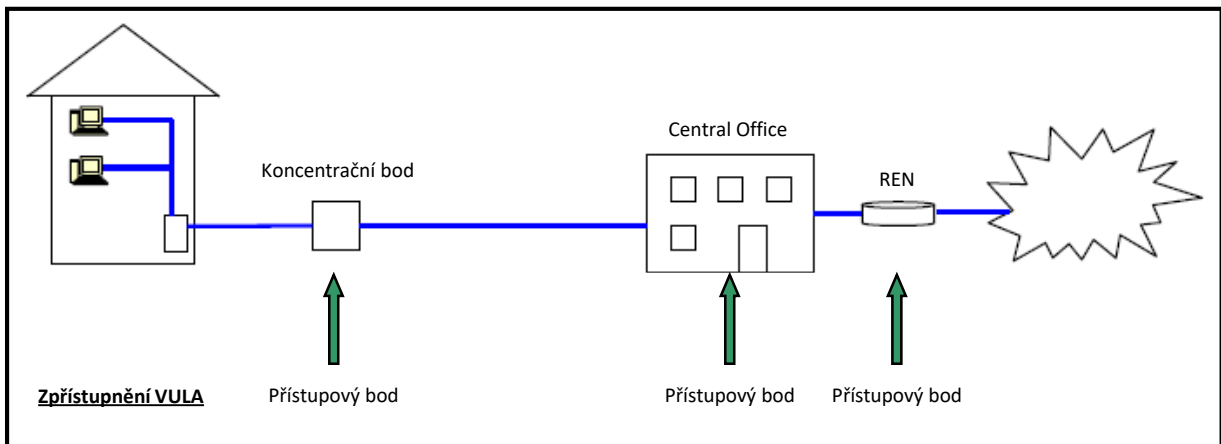 Central Office
Koncentrační bod
REN
Zpřístupnění VULA
Přístupový bod
Přístupový bod
Přístupový bod